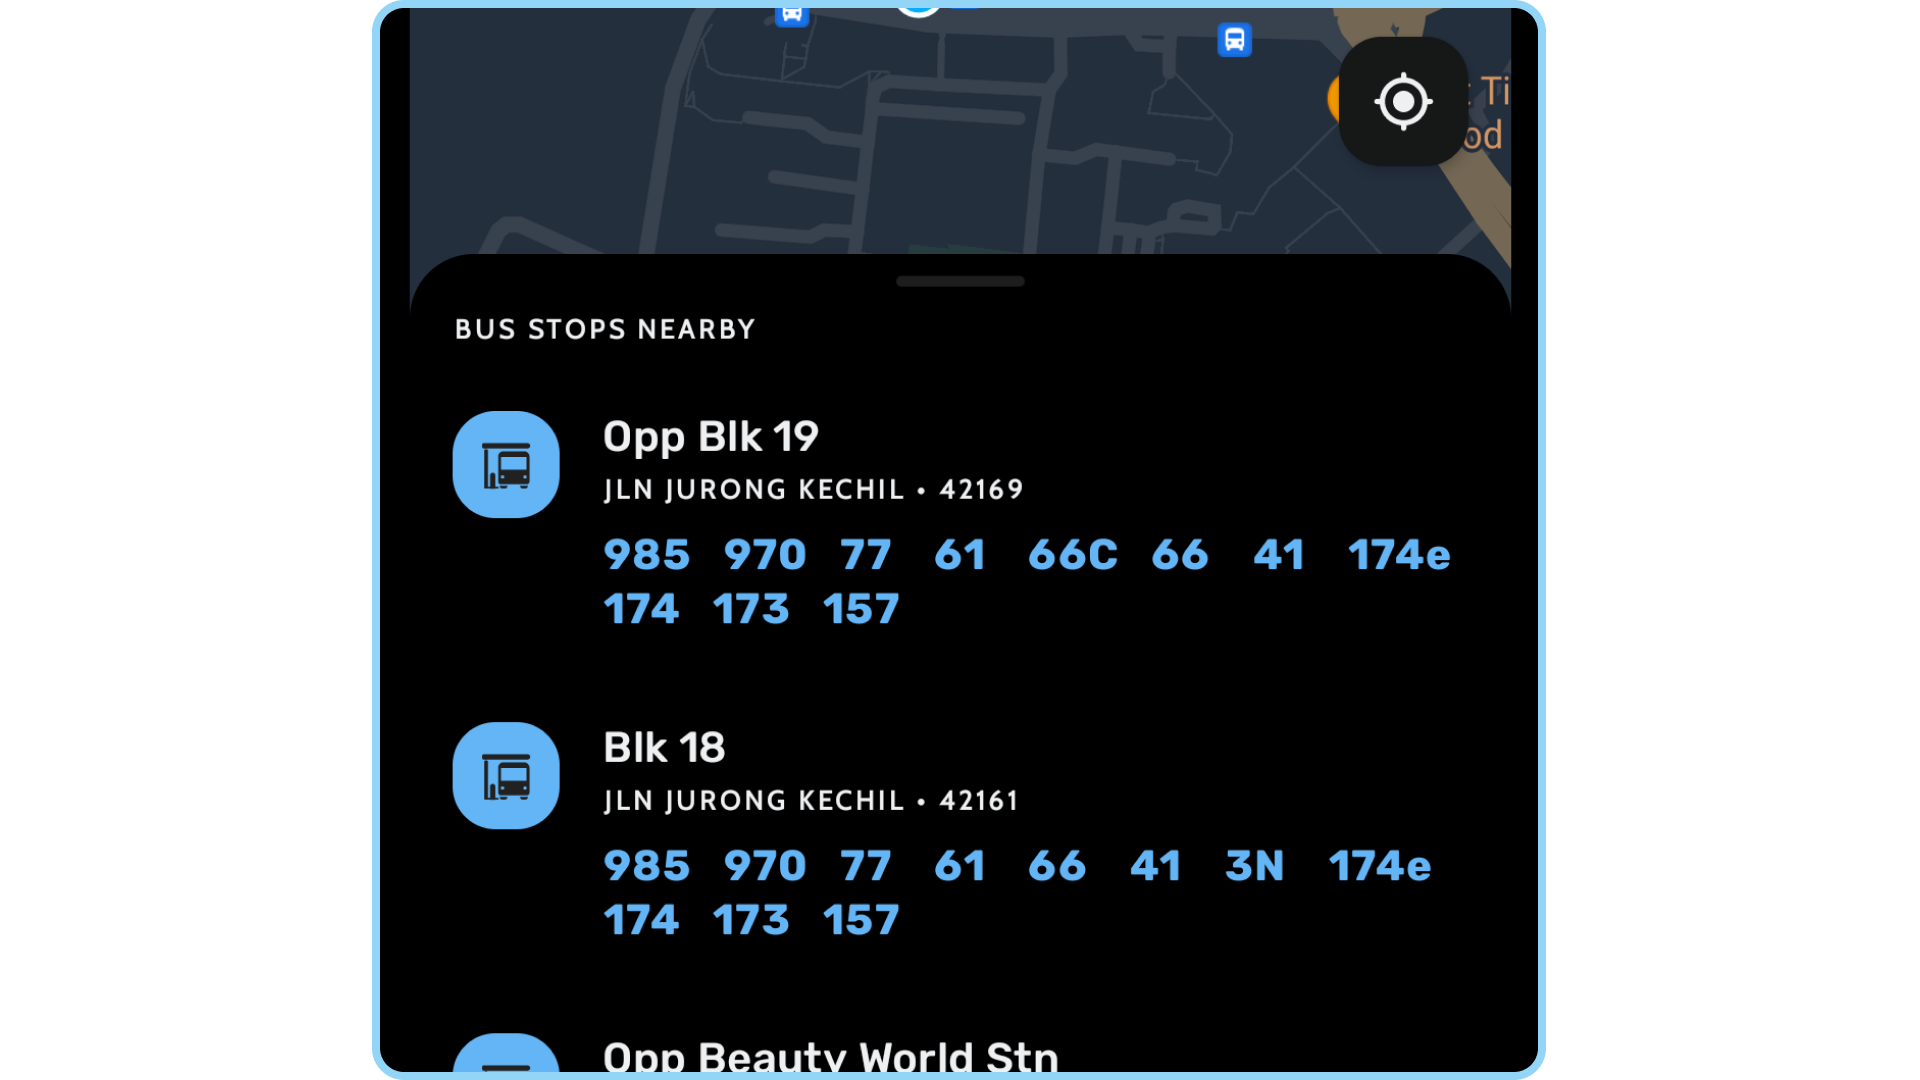 Ti
od
BUS STOPS NEARBY
Opp Blk 19
JLN JURONG KECHIL • 42169
985 970 77 61 66C 66 41 174e
174 173 157
Blk 18
JLN JURONG KECHIL • 42161
985 970 77 61 66 41 3N 174e
174 173 157
Opp Beauty World Stn